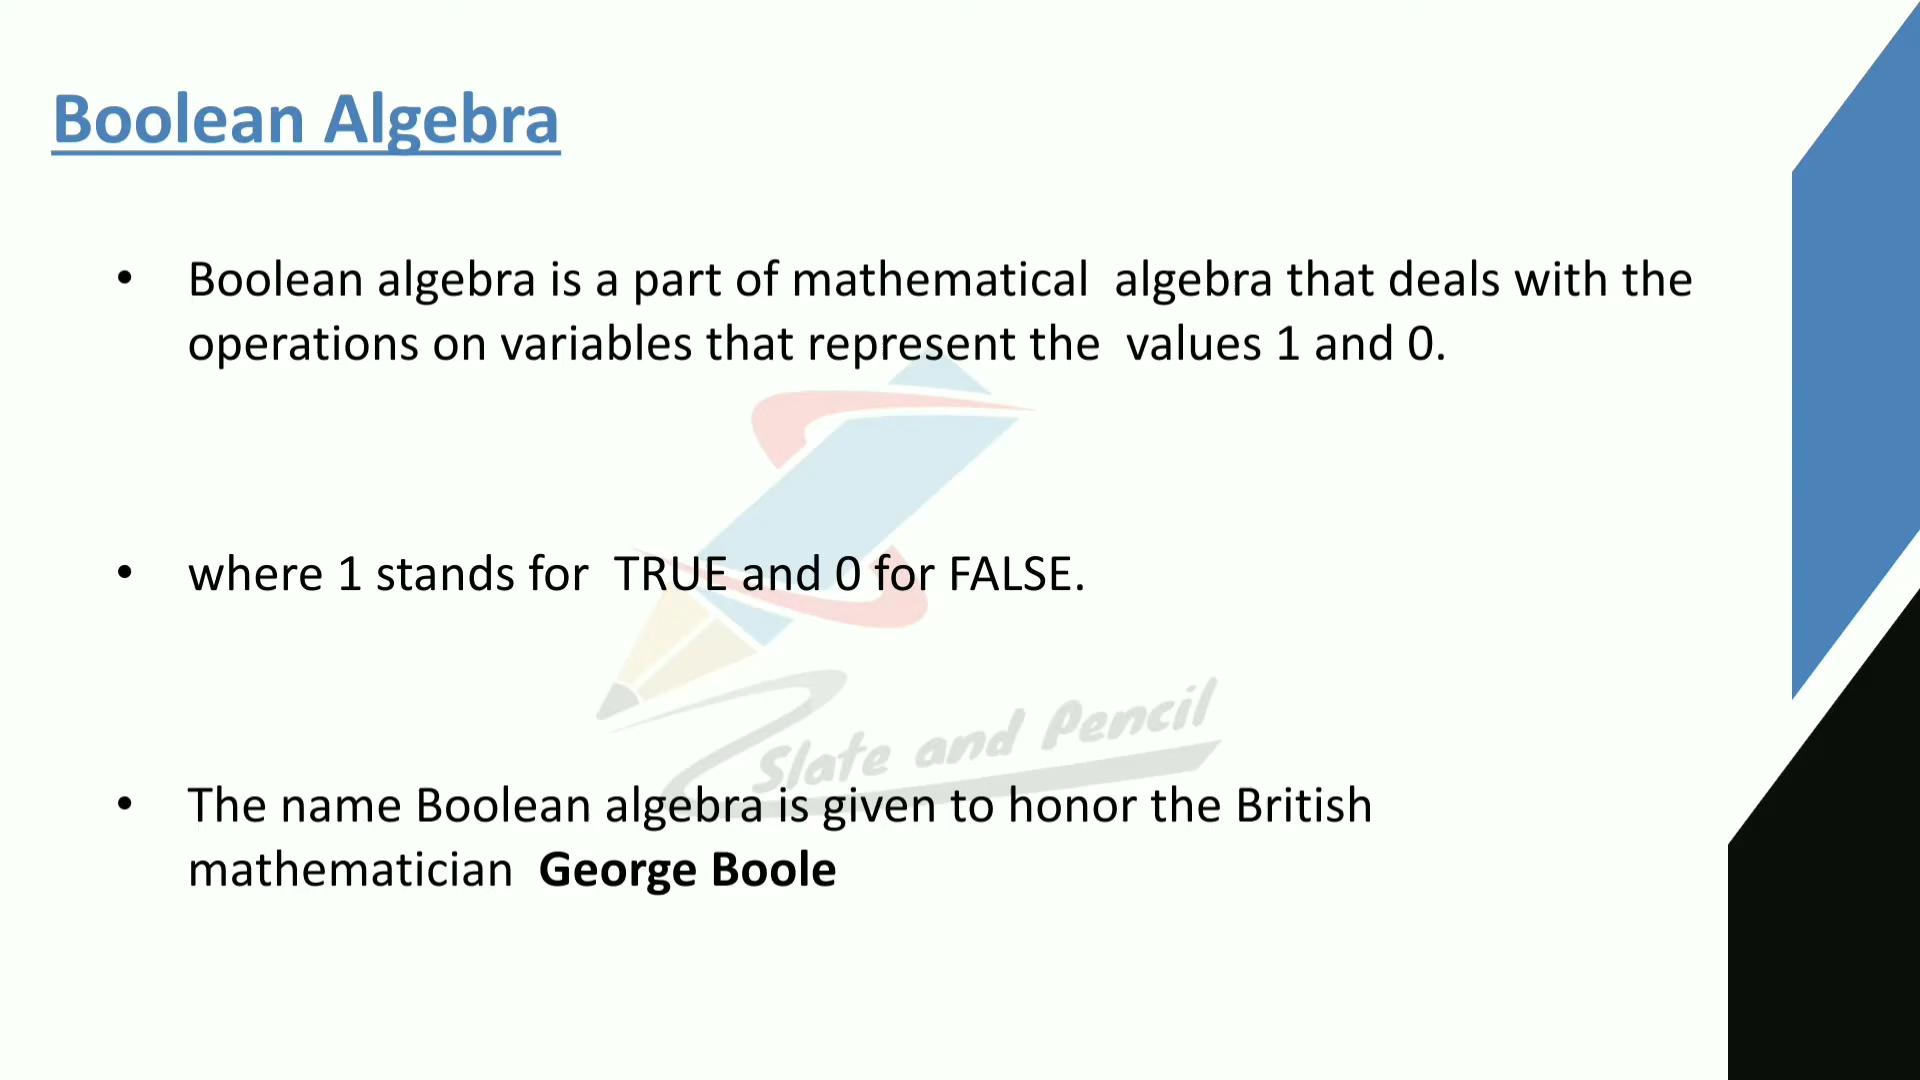 Boolean Algebra
• Boolean algebra is a part of mathematical algebra that deals with the
operations on variables that represent the values 1 and 0.
• where 1 stands for TRUE and 0 for FALSE.
Slate and Pencil
• The name Boolean algebra is given to honor the British
mathematician George Boole